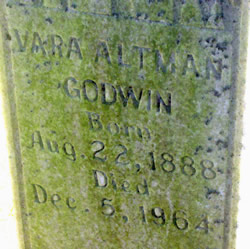 VARA ALTMAN
GODWIN
Born
Aug. 22, 1888
Died
Dec. 5, 1964